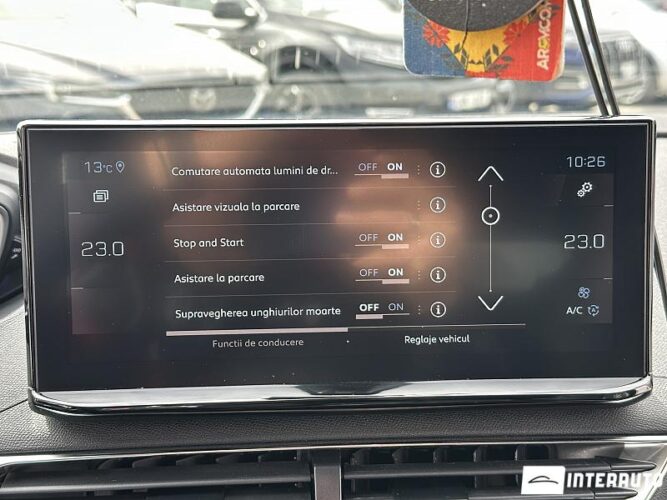 AROMCOM
13°C
10:26
Comutare automata lumini de dr... OFF ON
Asistare vizuala la parcare
23.0
Stop and Start OFF ON
23.0
Asistare la parcare OFF ON
Supravegherea unghiurilor moarte OFF ON
A/C
Functii de conducere
Reglaje vehicul
INTERAUTO